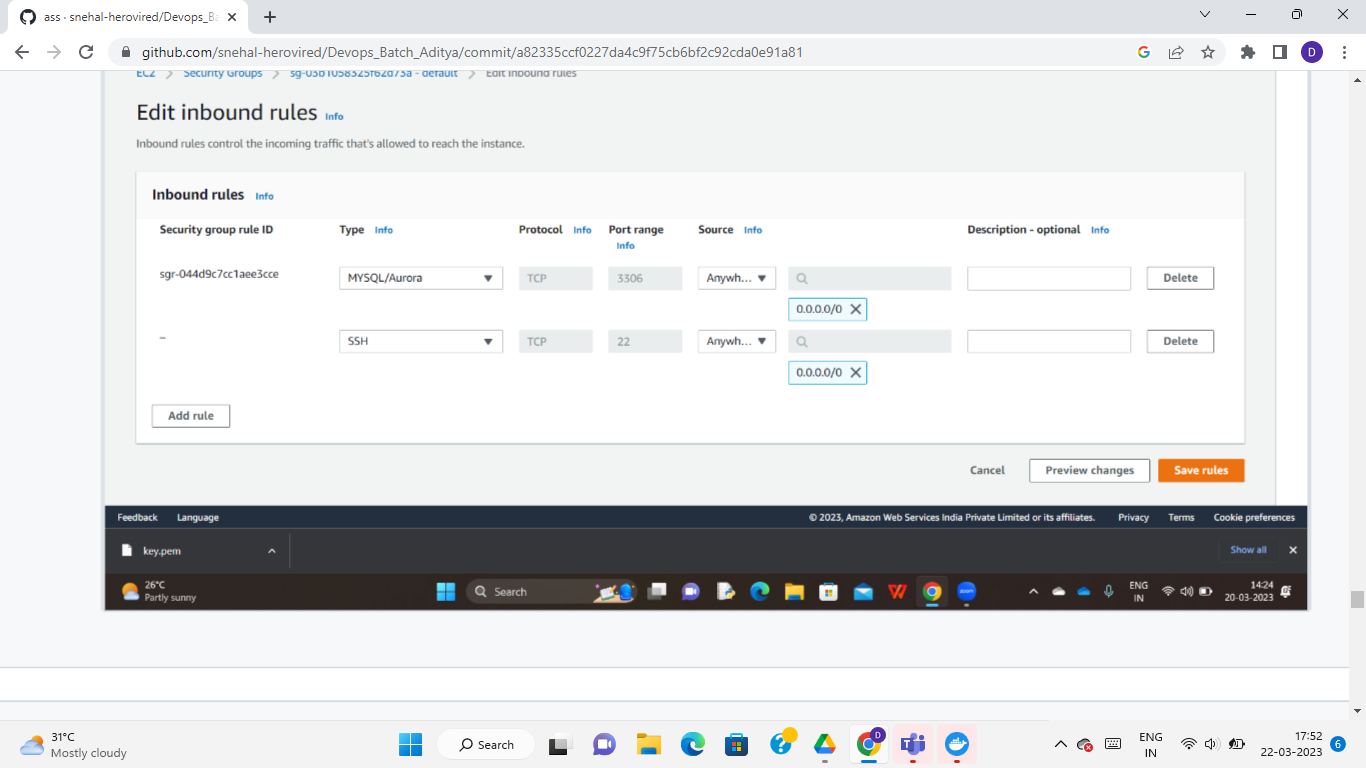 ass · snehal-herovired/Devops_Ba
github.com/snehal-herovired/Devops_Batch_Aditya/commit/a82335ccf0227da4c9f75cb6bf2c92cda0e91a81
D
EC2 > Security Groups > sg-03b1058325f62d73a - default > Edit inbound rules
Edit inbound rules Info
Inbound rules control the incoming traffic that's allowed to reach the instance.
Inbound rules Info
Security group rule ID Type Info Protocol Info Port range Info Source Info Description - optional Info
sgr-044d9c7cc1aee3cce MYSQL/Aurora TCP 3306 Anywh... Delete
0.0.0.0/0
– SSH TCP 22 Anywh... Delete
0.0.0.0/0
Add rule
Cancel Preview changes Save rules
Feedback Language © 2023, Amazon Web Services India Private Limited or its affiliates. Privacy Terms Cookie preferences
key.pem Show all
26°C
Partly sunny
Search
zoom
ENG
IN
14:24
20-03-2023
31°C
Mostly cloudy
Search
D
ENG
IN
17:52
22-03-2023
6